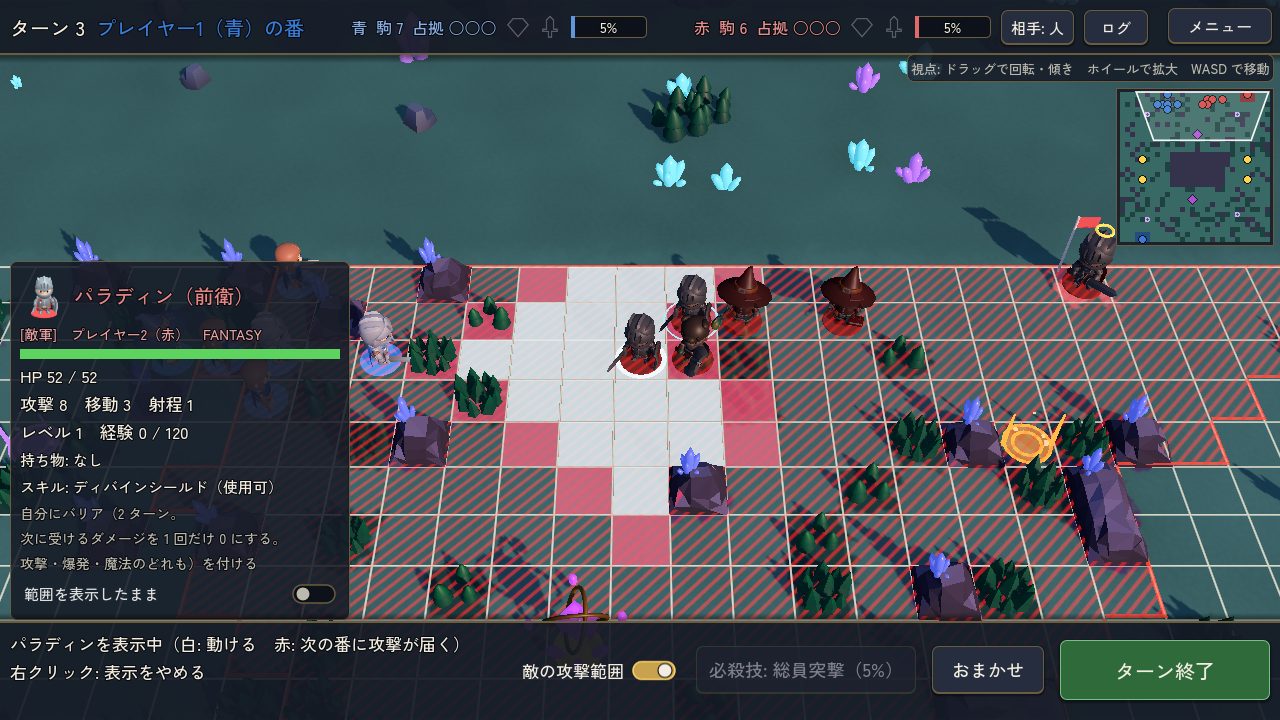 ターン 3 プレイヤー1（青）の番
青 駒 7 占拠 〇〇〇 5%
赤 駒 6 占拠 〇〇〇 5%
相手: 人
ログ
メニュー
視点: ドラッグで回転・傾き ホイールで拡大 WASD で移動
パラディン（前衛）
[敵軍] プレイヤー2（赤） FANTASY
HP 52 / 52
攻撃 8 移動 3 射程 1
レベル 1 経験 0 / 120
持ち物: なし
スキル: ディバインシールド（使用可）
自分にバリア（2 ターン。
次に受けるダメージを 1 回だけ 0 にする。
攻撃・爆発・魔法のどれも）を付ける
範囲を表示したまま
パラディンを表示中（白: 動ける 赤: 次の番に攻撃が届く）
右クリック: 表示をやめる
敵の攻撃範囲
必殺技: 総員突撃（5%）
おまかせ
ターン終了